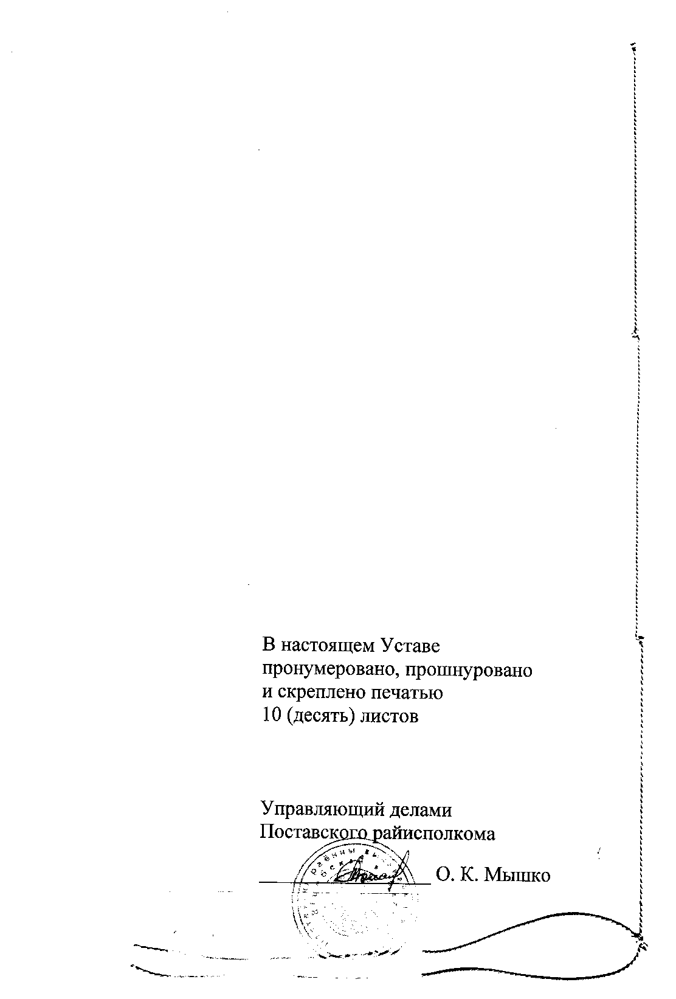 В настоящем Уставе
пронумеровано, прошнуровано
и скреплено печатью
10 (десять) листов
Управляющий делами
Поставского райисполкома
О. К. Мышко